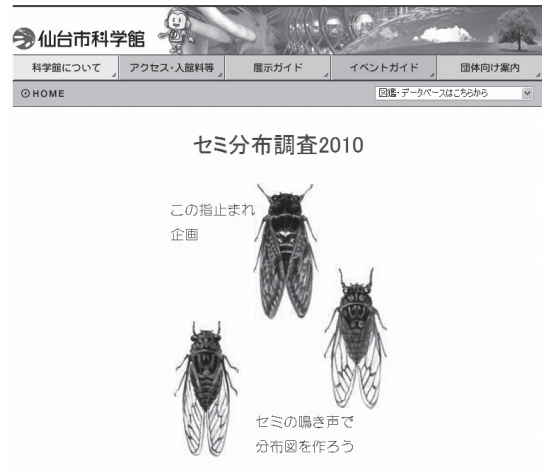 仙台市科学館
科学館について アクセス・入館料等 展示ガイド イベントガイド 団体向け案内
HOME 図鑑・データベースはこちらから
セミ分布調査2010
この指止まれ
企画
セミの鳴き声で
分布図を作ろう